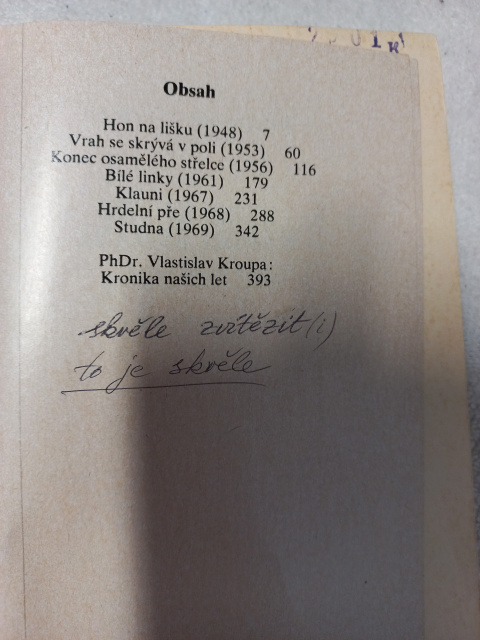 Obsah
Hon na lišku (1948) 7
Vrah se skrývá v poli (1953) 60
Konec osamělého střelce (1956) 116
Bílé linky (1961) 179
Klauni (1967) 231
Hrdelní pře (1968) 288
Studna (1969) 342
PhDr. Vlastislav Kroupa:
Kronika našich let 393
skvěle zvítězit(i)
to je skvěle